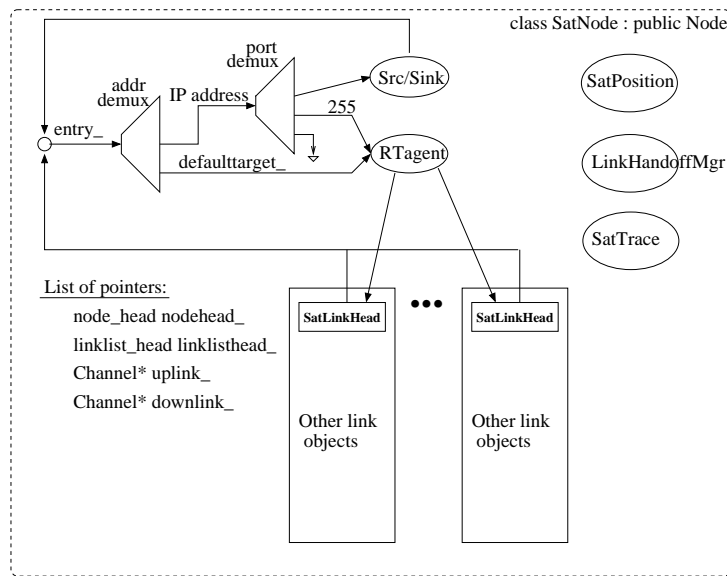 class SatNode : public Node
port
demux
addr
demux
IP address
Src/Sink
SatPosition
255
entry_
defaulttarget_
RTagent
LinkHandoffMgr
SatTrace
List of pointers:
node_head nodehead_
linklist_head linklisthead_
Channel* uplink_
Channel* downlink_
SatLinkHead
SatLinkHead
Other link
objects
Other link
objects